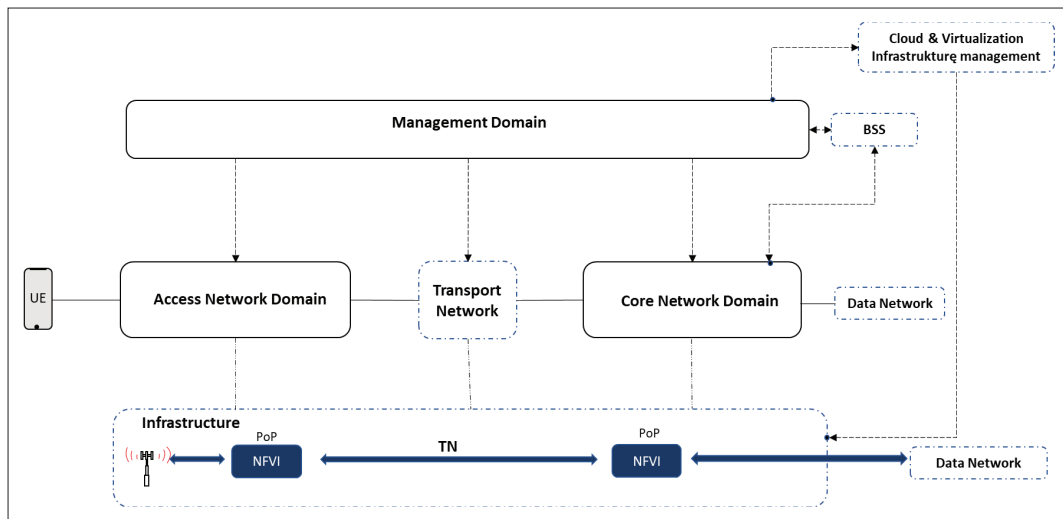 Cloud & Virtualization
Infrastrukturę management
Management Domain
BSS
UE
Access Network Domain
Transport
Network
Core Network Domain
Data Network
Infrastructure
PoP
NFVI
TN
PoP
NFVI
Data Network